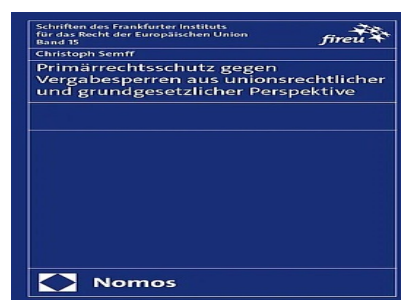 Schriften des Frankfurter Instituts
für das Recht der Europäischen Union
Band 15
fireu
Christoph Semff
Primärrechtsschutz gegen
Vergabesperren aus unionsrechtlicher
und grundgesetzlicher Perspektive
Nomos